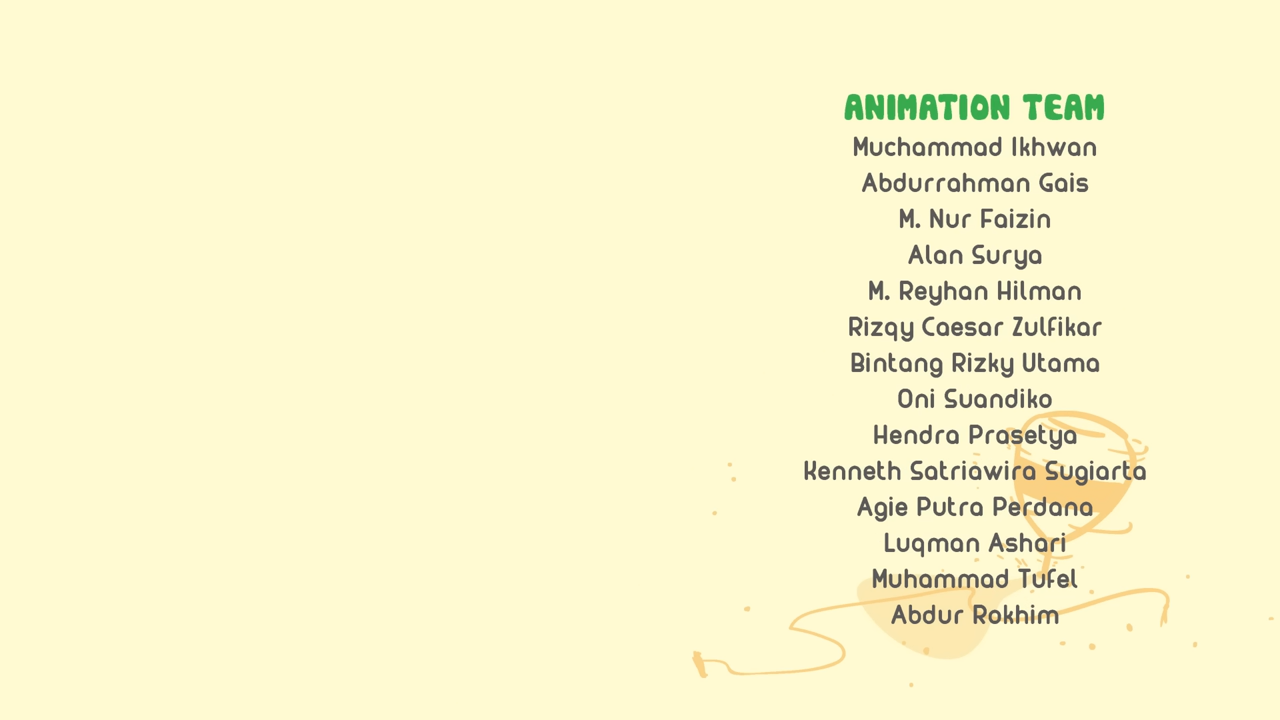 ANIMATION TEAM
Muchammad Ikhwan
Abdurrahman Gais
M. Nur Faizin
Alan Surya
M. Reyhan Hilman
Rizqy Caesar Zulfikar
Bintang Rizky Utama
Oni Suandiko
Hendra Prasetya
Kenneth Satriawira Sugiarta
Agie Putra Perdana
Luqman Ashari
Muhammad Tufel
Abdur Rokhim